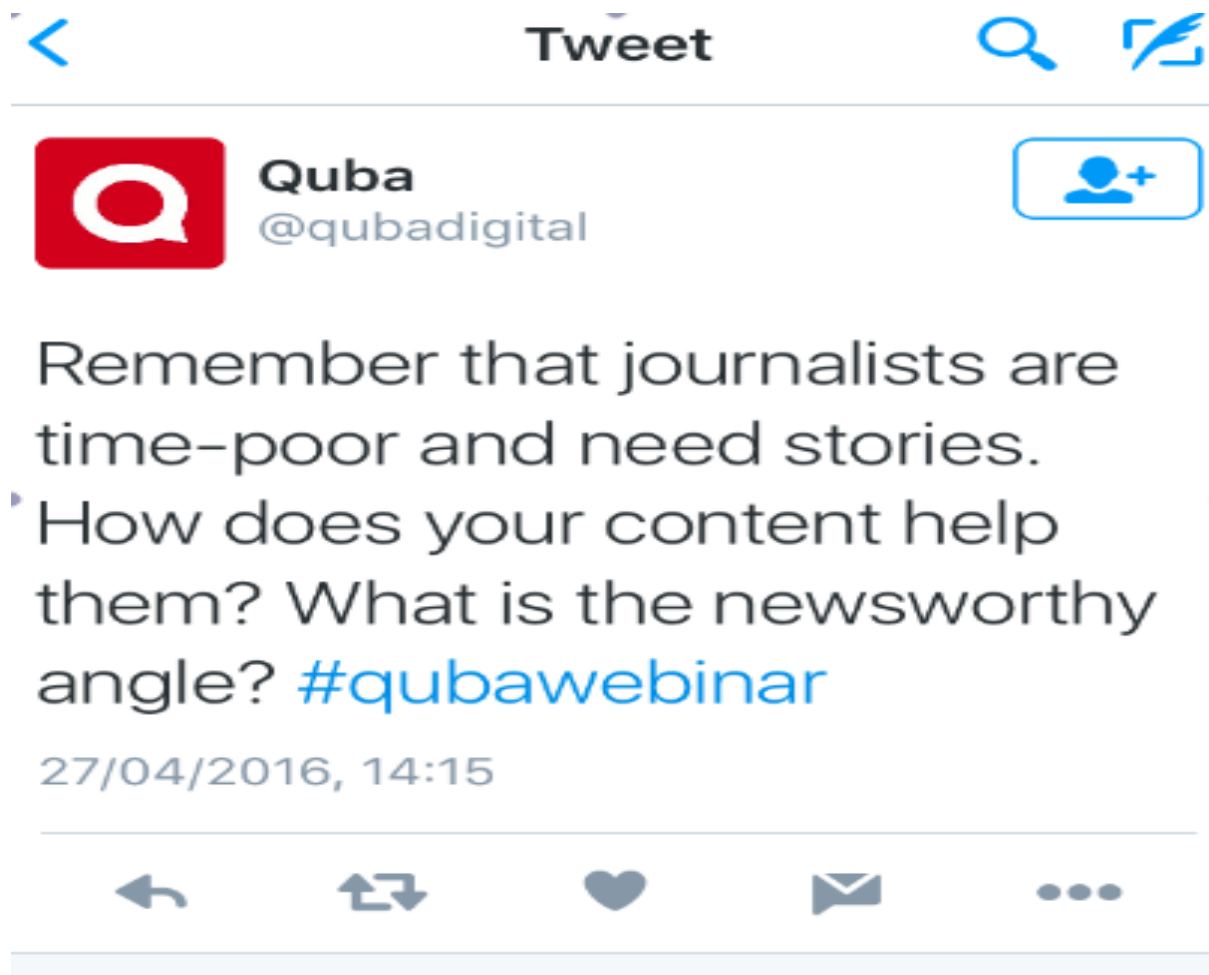 Tweet
Quba
@qubadigital
Remember that journalists are
time-poor and need stories.
How does your content help
them? What is the newsworthy
angle? #qubawebinar
27/04/2016, 14:15